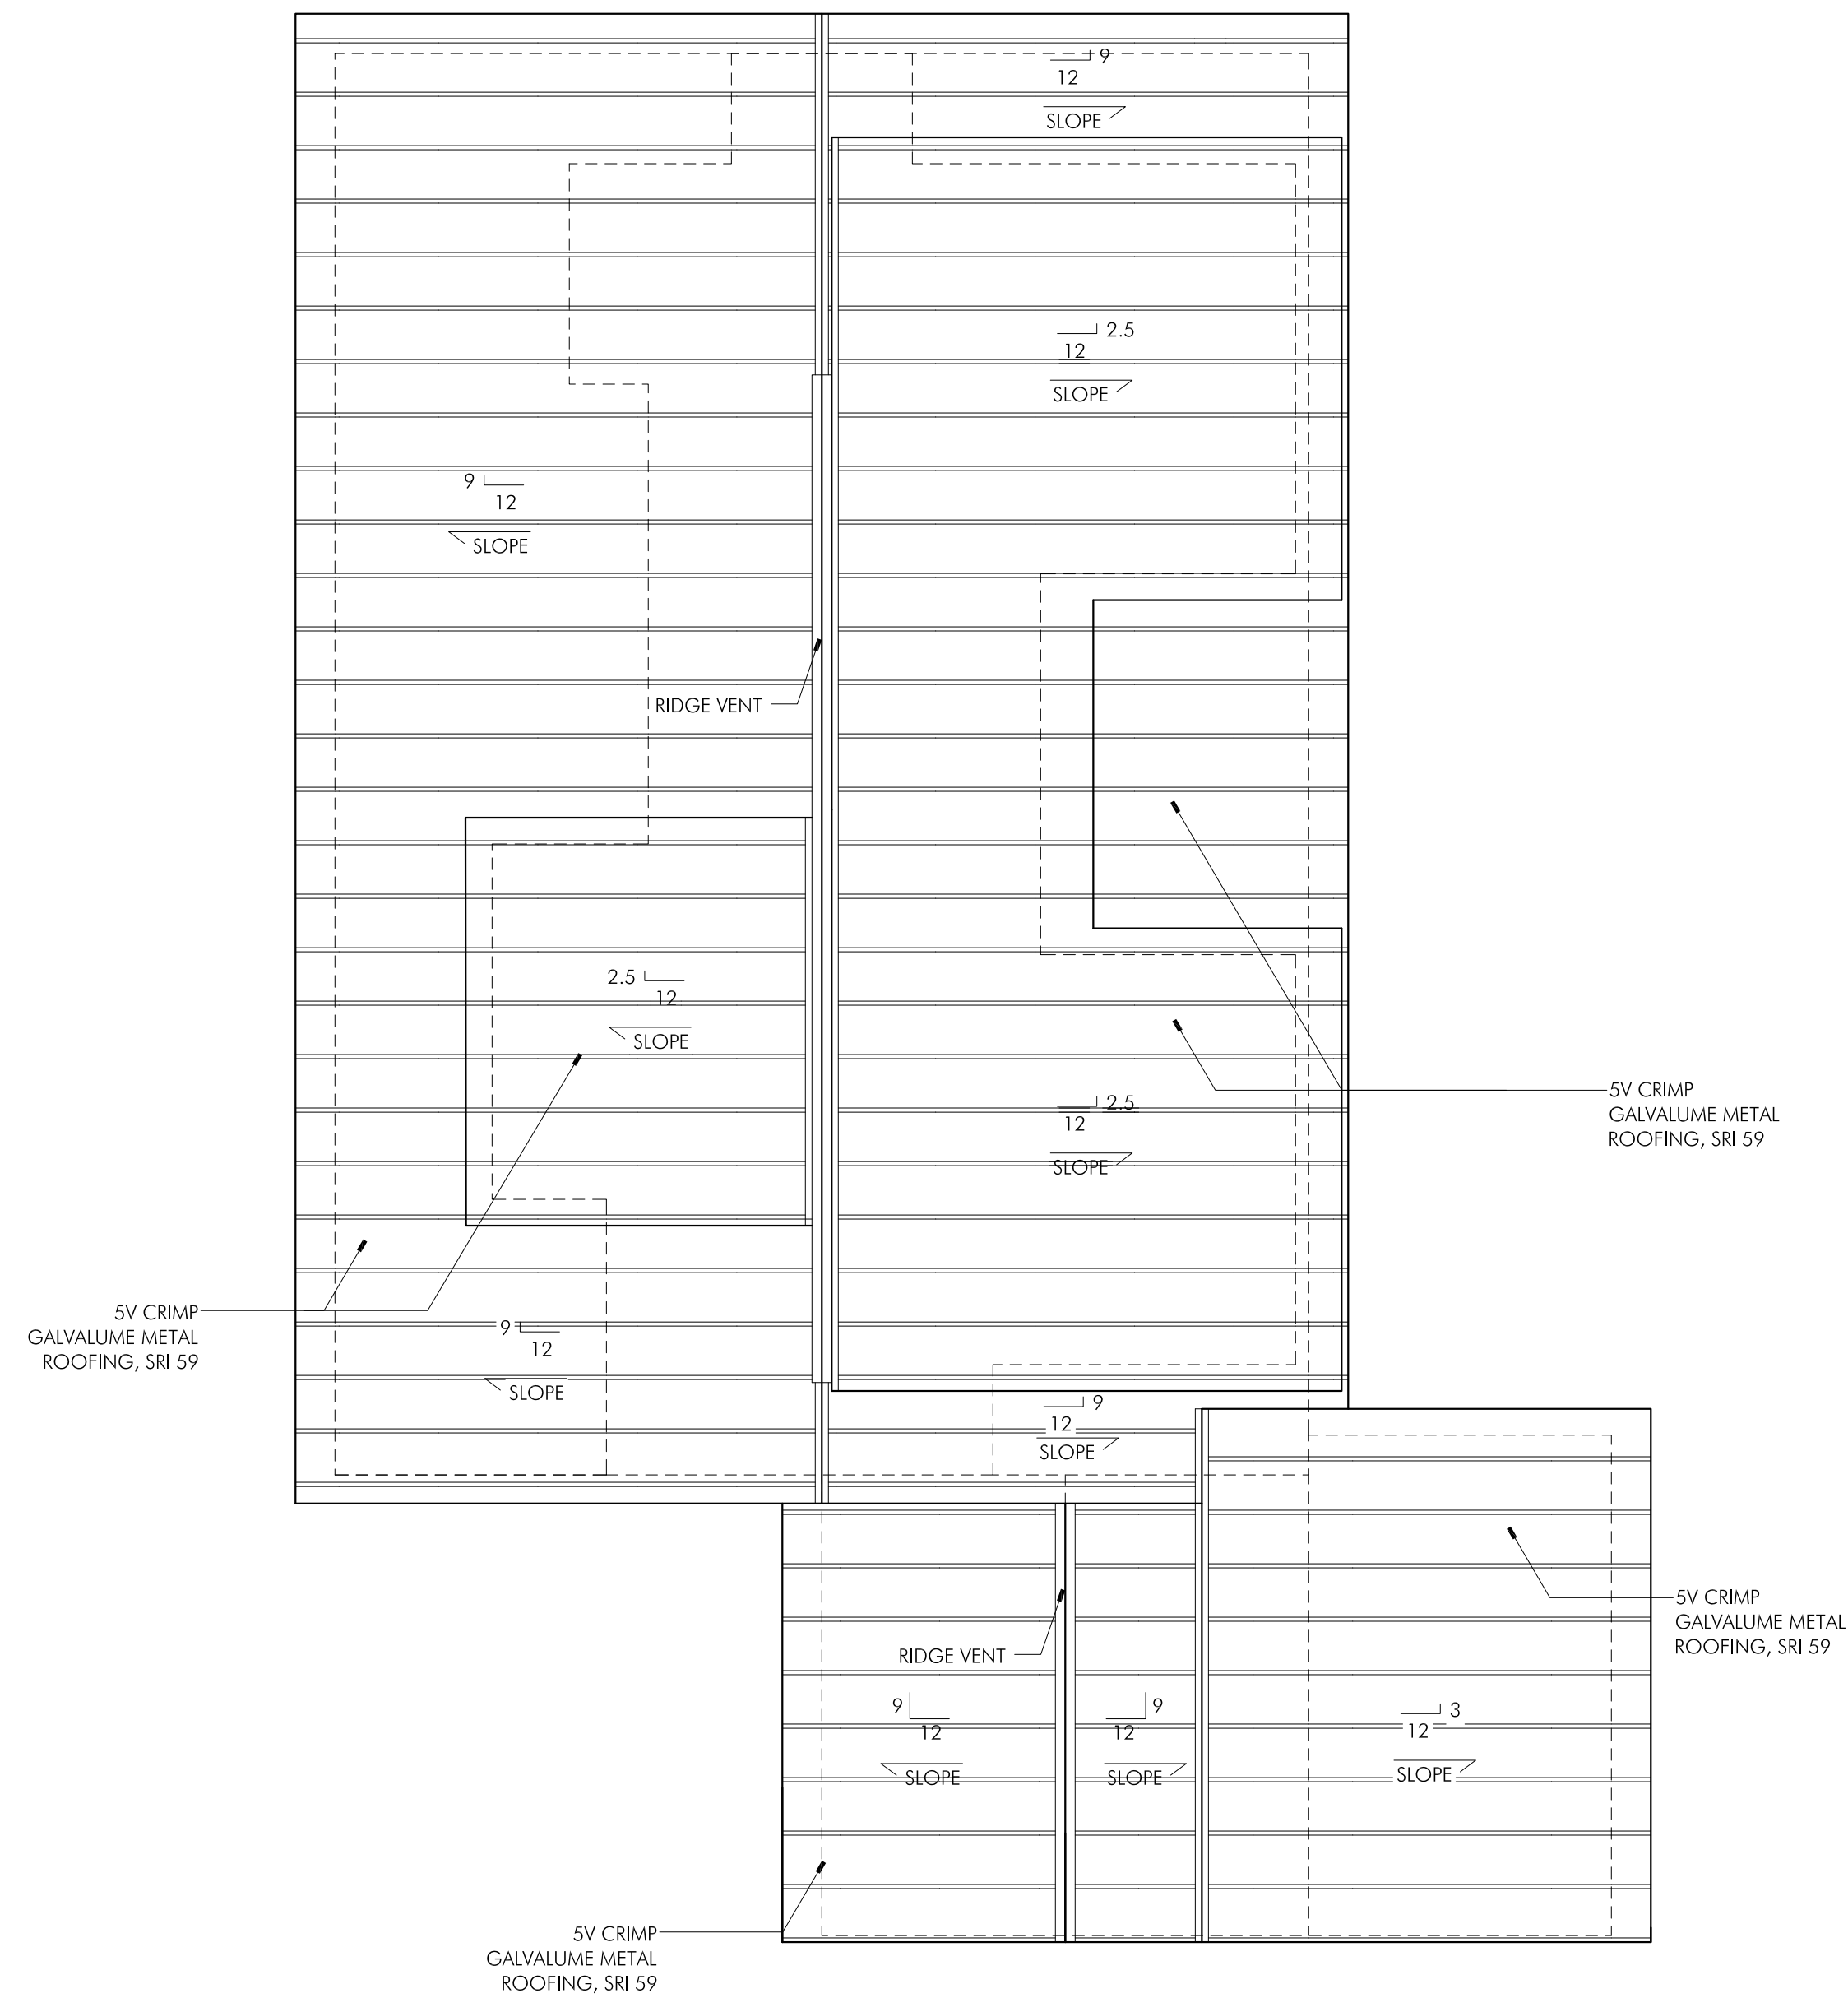 9
12
SLOPE
2.5
12
SLOPE
9
12
SLOPE
RIDGE VENT
2.5
12
SLOPE
5V CRIMP
GALVALUME METAL
ROOFING, SRI 59
2.5
12
SLOPE
5V CRIMP
GALVALUME METAL
ROOFING, SRI 59
9
12
SLOPE
9
12
SLOPE
5V CRIMP
GALVALUME METAL
ROOFING, SRI 59
RIDGE VENT
9
12
SLOPE
9
12
SLOPE
3
12
SLOPE
5V CRIMP
GALVALUME METAL
ROOFING, SRI 59